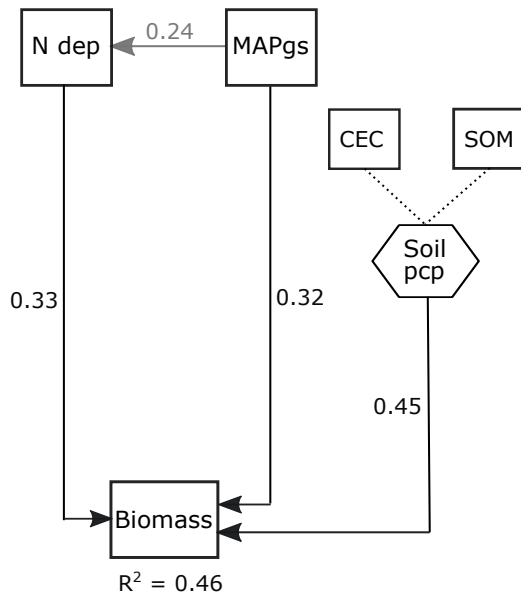 0.24
N dep
MAPgs
CEC
SOM
Soil
pcp
0.33
0.32
0.45
Biomass
R² = 0.46